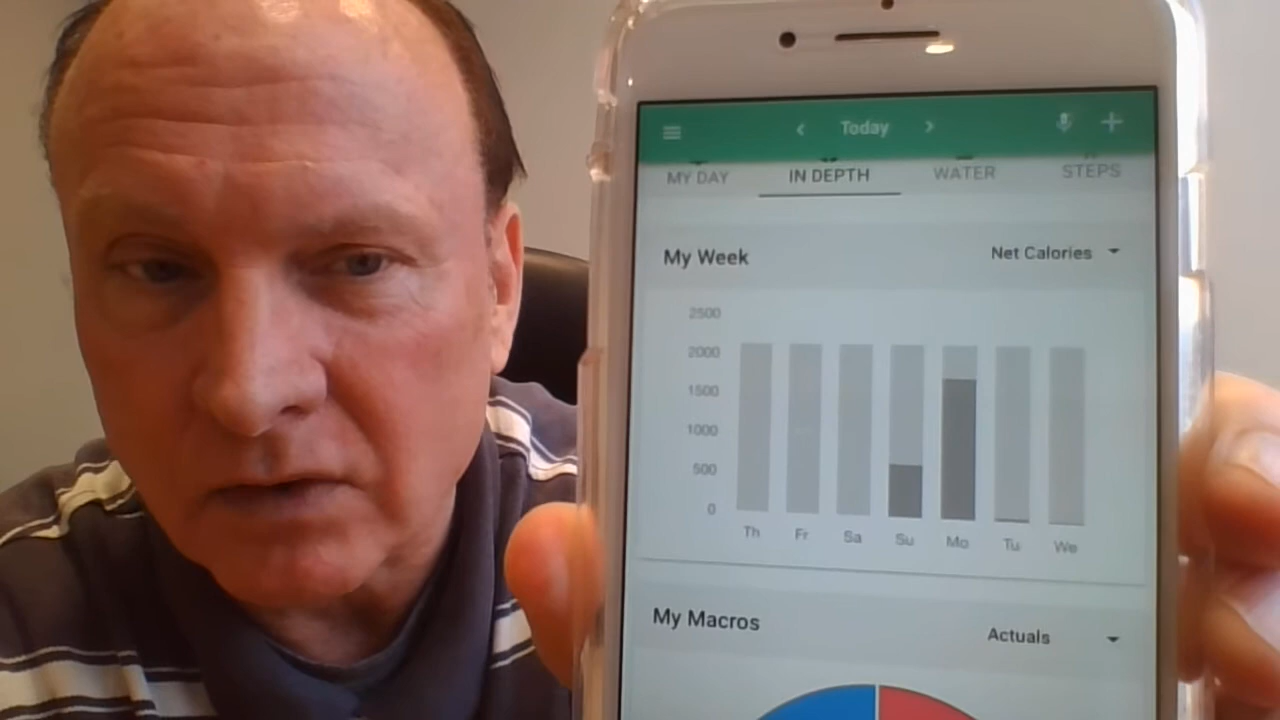 Today
MY DAY IN DEPTH WATER STEPS
My Week Net Calories
2500
2000
1500
1000
500
0
Th Fr Sa Su Mo Tu We
My Macros Actuals